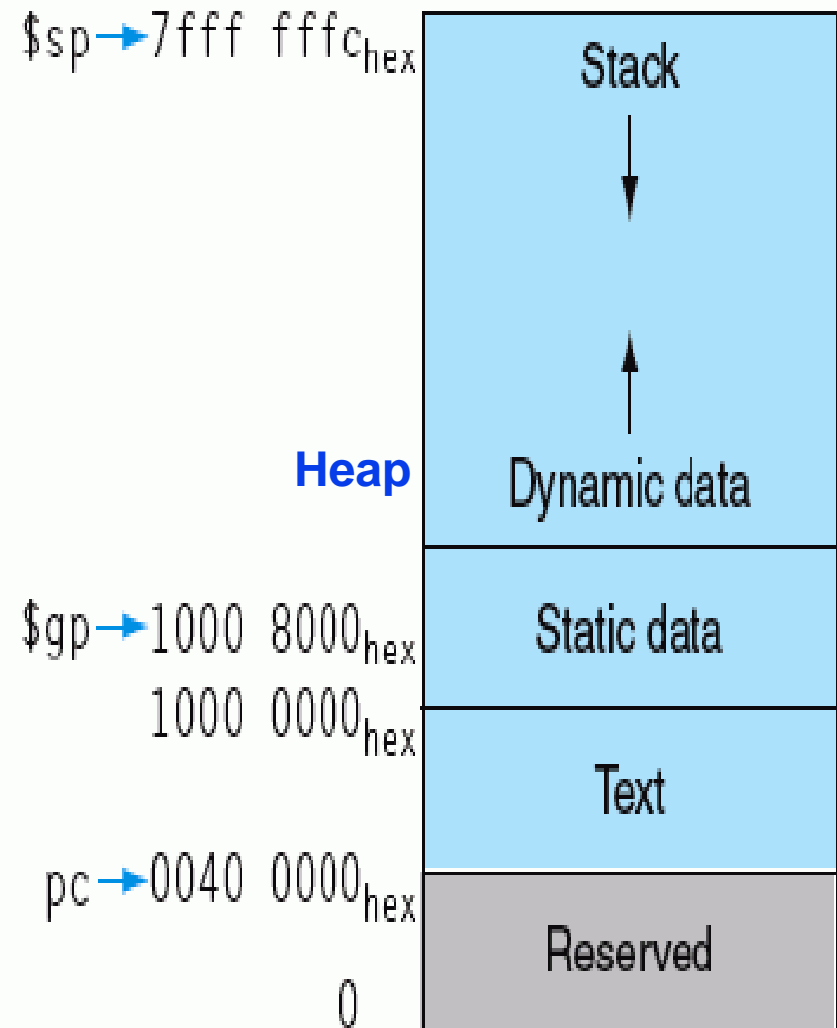 $sp→7fff fffchex
Stack
Heap
Dynamic data
$gp→1000 8000hex
Static data
1000 0000hex
Text
pc→0040 0000hex
Reserved
0